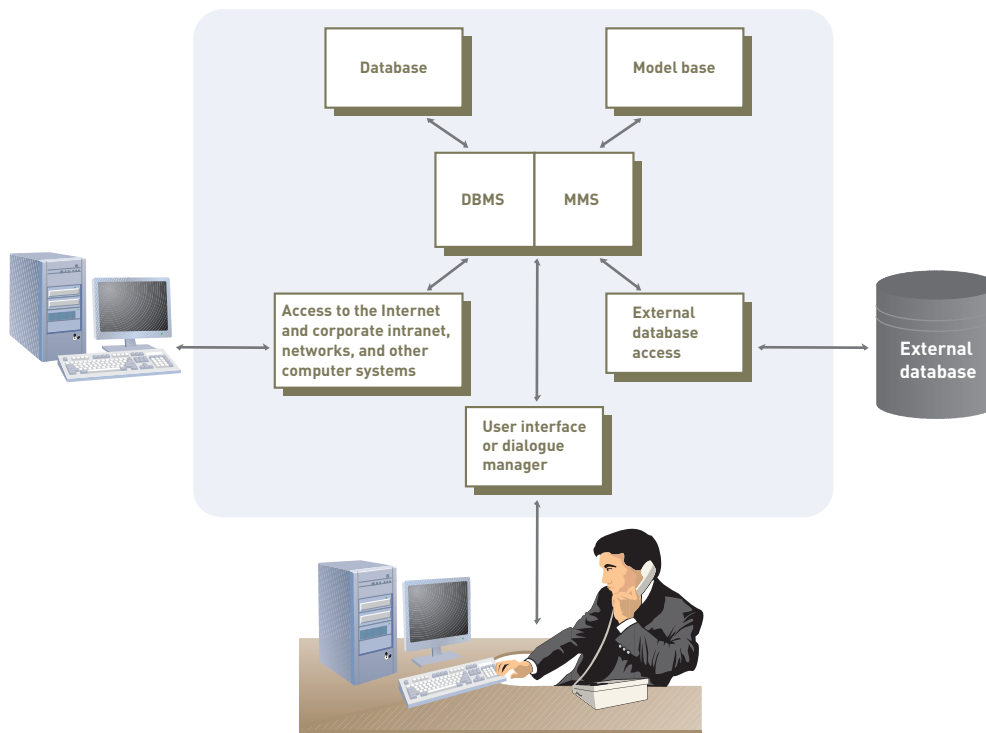 Database
Model base
DBMS
MMS
Access to the Internet
and corporate intranet,
networks, and other
computer systems
External
database
access
External
database
User interface
or dialogue
manager